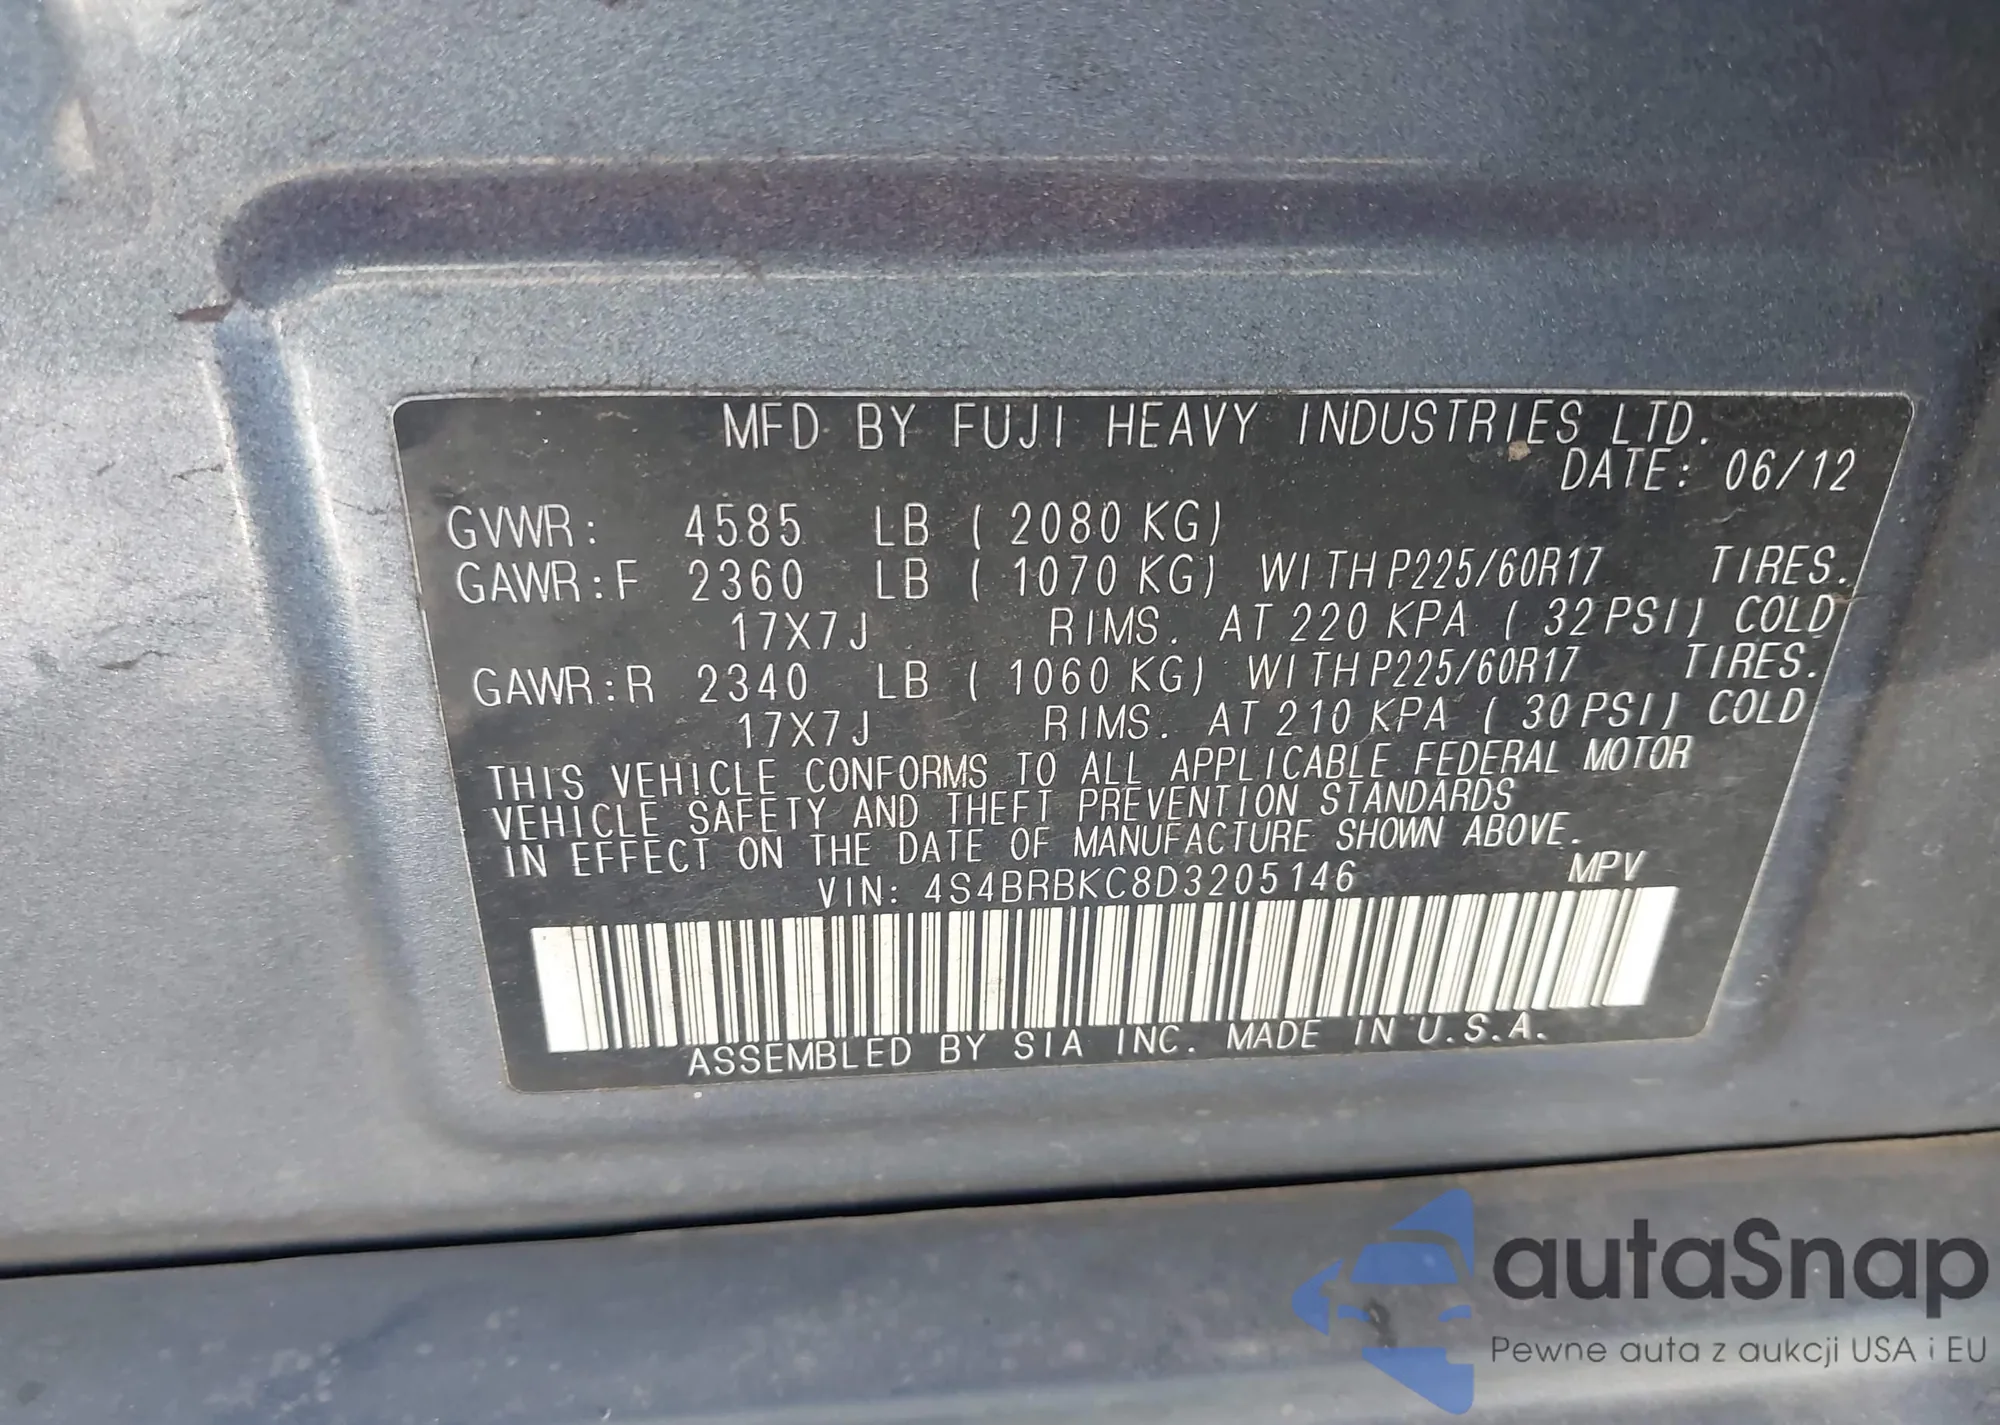 MFD BY FUJI HEAVY INDUSTRIES LTD.
DATE: 06/12
GVWR: 4585 LB ( 2080 KG)
GAWR:F 2360 LB ( 1070 KG) WITH P225/60R17 TIRES.
17X7J RIMS. AT 220 KPA ( 32 PSI) COLD
GAWR:R 2340 LB ( 1060 KG) WITH P225/60R17 TIRES.
17X7J RIMS. AT 210 KPA ( 30 PSI) COLD
THIS VEHICLE CONFORMS TO ALL APPLICABLE FEDERAL MOTOR
VEHICLE SAFETY AND THEFT PREVENTION STANDARDS
IN EFFECT ON THE DATE OF MANUFACTURE SHOWN ABOVE.
VIN: 4S4BRBKC8D3205146 MPV
ASSEMBLED BY SIA INC. MADE IN U.S.A.
autaSnap
Pewne auta z aukcji USA i EU